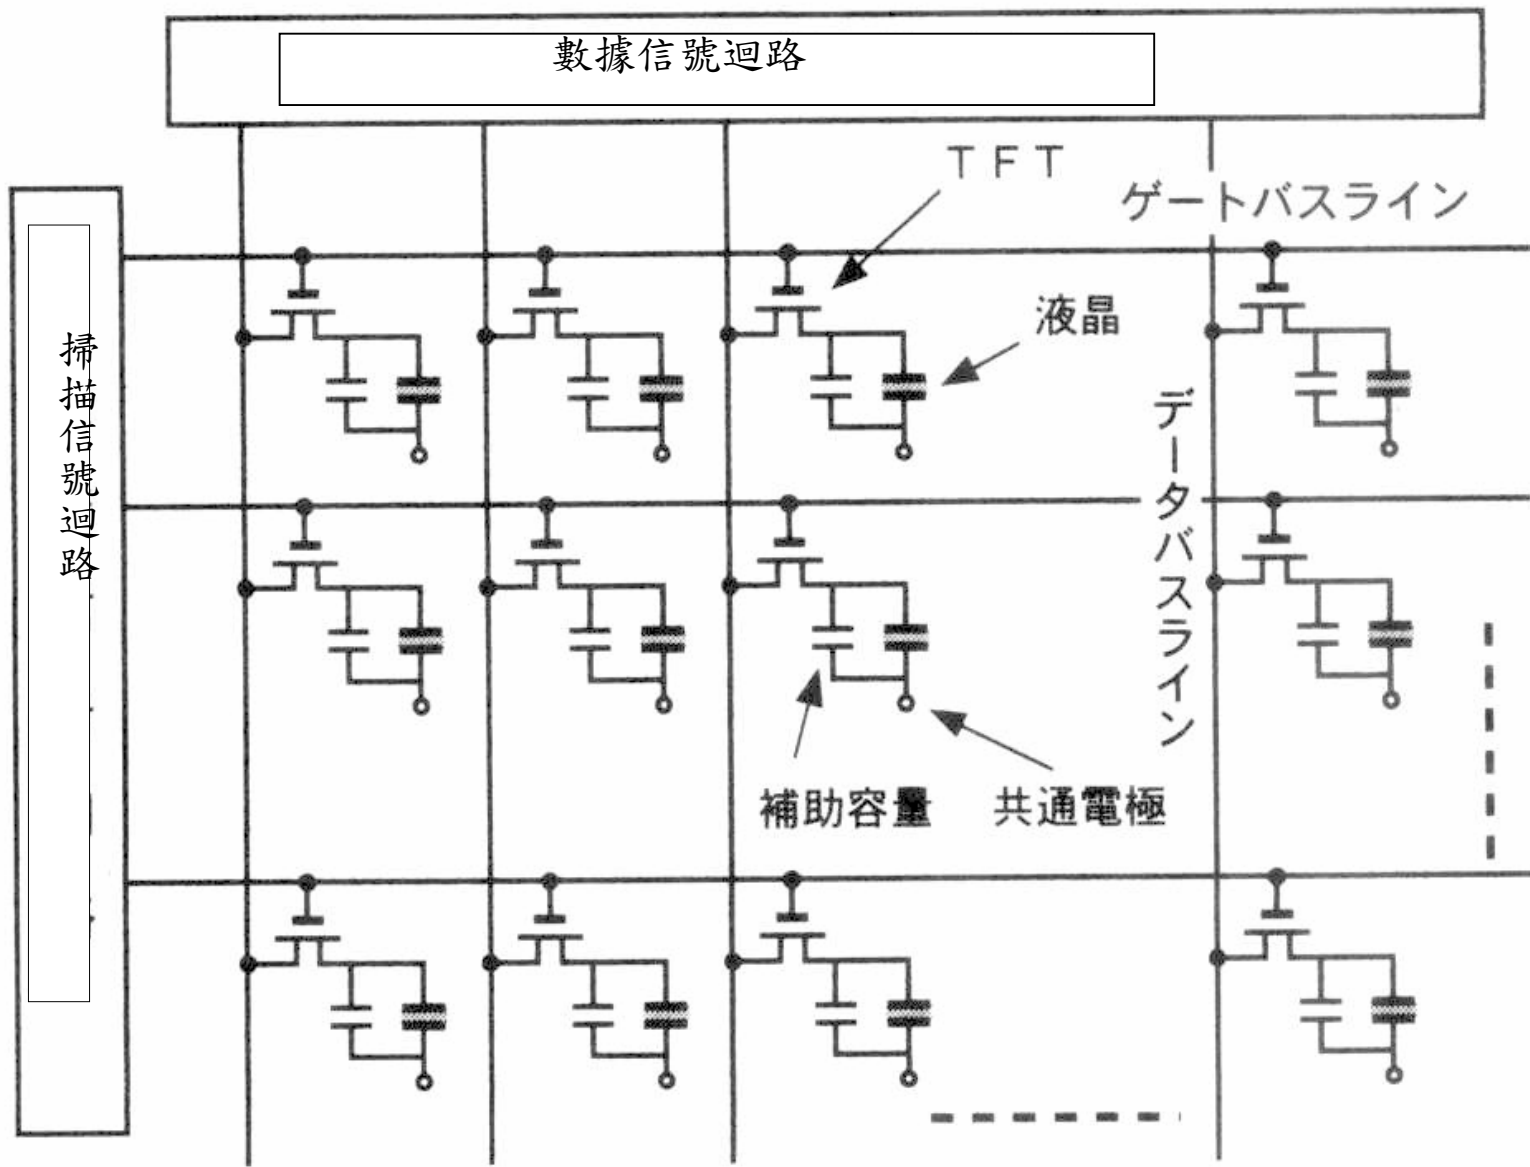 數據信號迴路
TFT
ゲートバスライン
掃描信號迴路
液晶
データバスライン
補助容量
共通電極